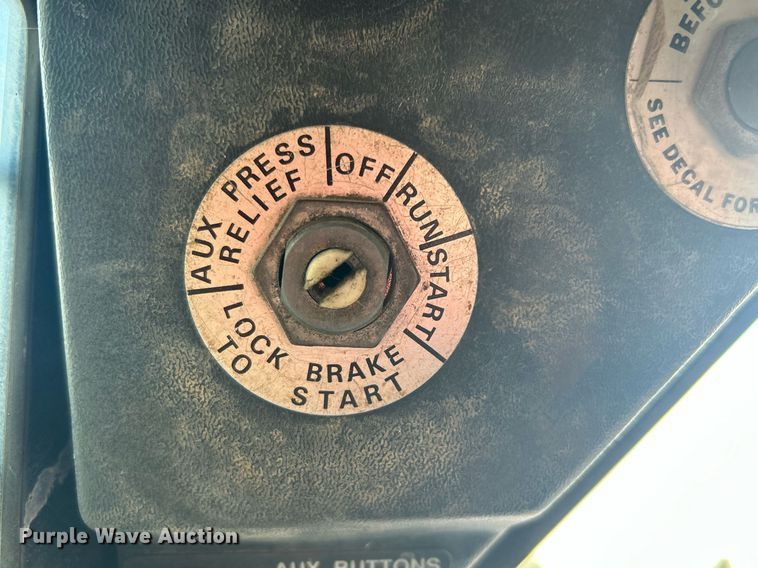 AUX PRESS
RELIEF
OFF
RUN
START
LOCK BRAKE
TO START
SEE DECAL FOR
Purple Wave Auction
AUX BUTTONS